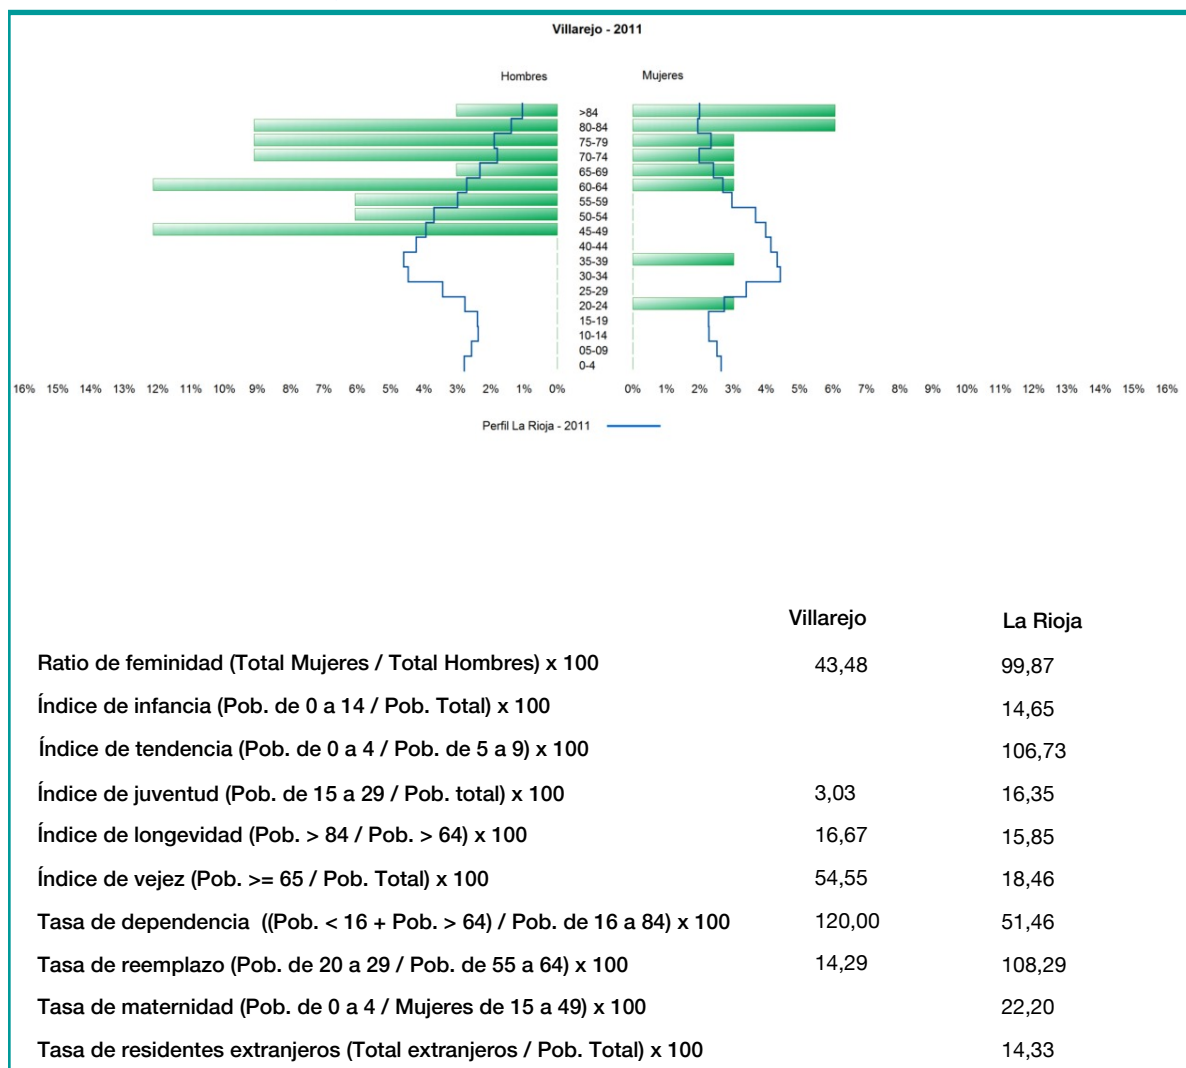 Villarejo - 2011
Hombres
Mujeres
>84
80-84
75-79
70-74
65-69
60-64
55-59
50-54
45-49
40-44
35-39
30-34
25-29
20-24
15-19
10-14
05-09
0-4
16% 15% 14% 13% 12% 11% 10% 9% 8% 7% 6% 5% 4% 3% 2% 1% 0% 0% 1% 2% 3% 4% 5% 6% 7% 8% 9% 10% 11% 12% 13% 14% 15% 16%
Perfil La Rioja - 2011
Villarejo La Rioja
Ratio de feminidad (Total Mujeres / Total Hombres) x 100 43,48 99,87
Índice de infancia (Pob. de 0 a 14 / Pob. Total) x 100 14,65
Índice de tendencia (Pob. de 0 a 4 / Pob. de 5 a 9) x 100 106,73
Índice de juventud (Pob. de 15 a 29 / Pob. total) x 100 3,03 16,35
Índice de longevidad (Pob. > 84 / Pob. > 64) x 100 16,67 15,85
Índice de vejez (Pob. >= 65 / Pob. Total) x 100 54,55 18,46
Tasa de dependencia ((Pob. < 16 + Pob. > 64) / Pob. de 16 a 84) x 100 120,00 51,46
Tasa de reemplazo (Pob. de 20 a 29 / Pob. de 55 a 64) x 100 14,29 108,29
Tasa de maternidad (Pob. de 0 a 4 / Mujeres de 15 a 49) x 100 22,20
Tasa de residentes extranjeros (Total extranjeros / Pob. Total) x 100 14,33